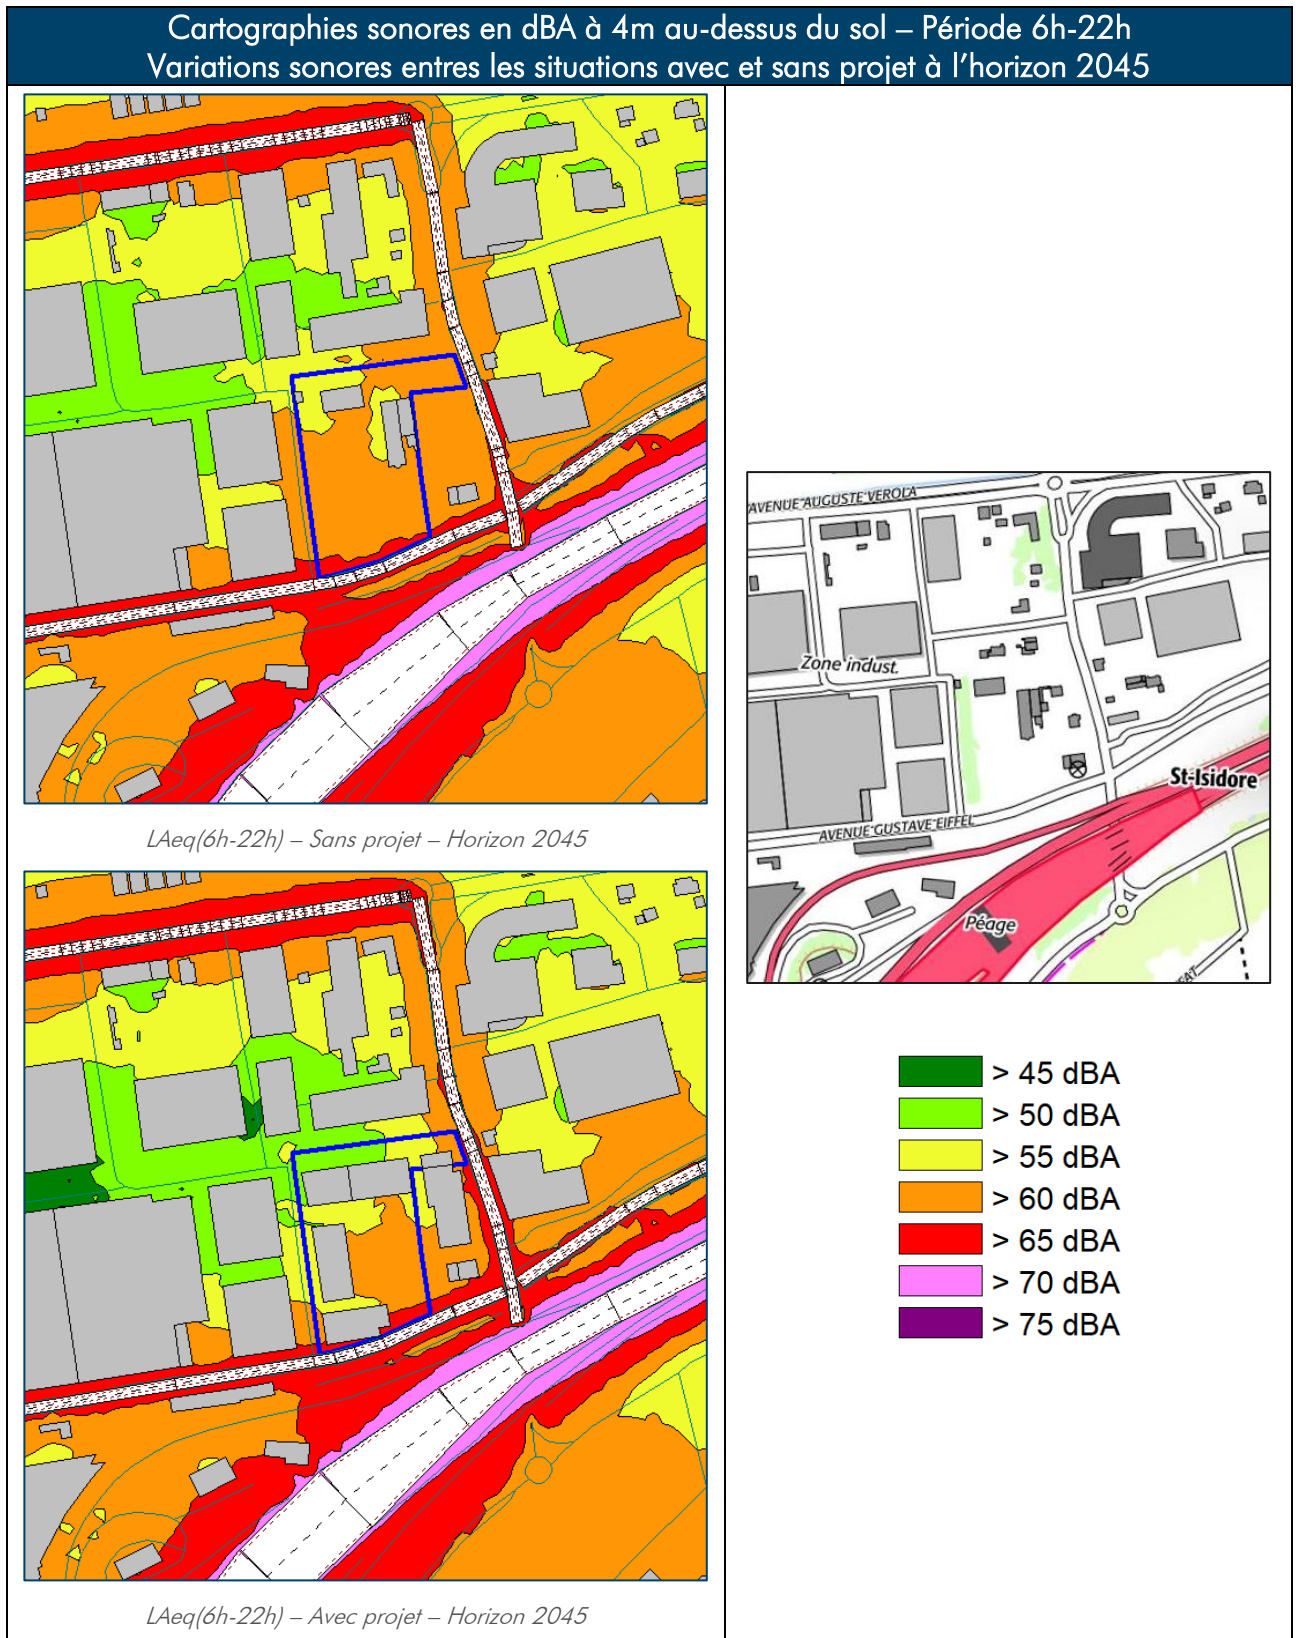 Cartographies sonores en dBA à 4m au-dessus du sol – Période 6h-22h
Variations sonores entres les situations avec et sans projet à l'horizon 2045
LAeq(6h-22h) – Sans projet – Horizon 2045
AVENUE AUGUSTE VEROLA
Zone indust.
St-Isidore
AVENUE GUSTAVE EIFFEL
Péage
> 45 dBA
> 50 dBA
> 55 dBA
> 60 dBA
> 65 dBA
> 70 dBA
> 75 dBA
LAeq(6h-22h) – Avec projet – Horizon 2045